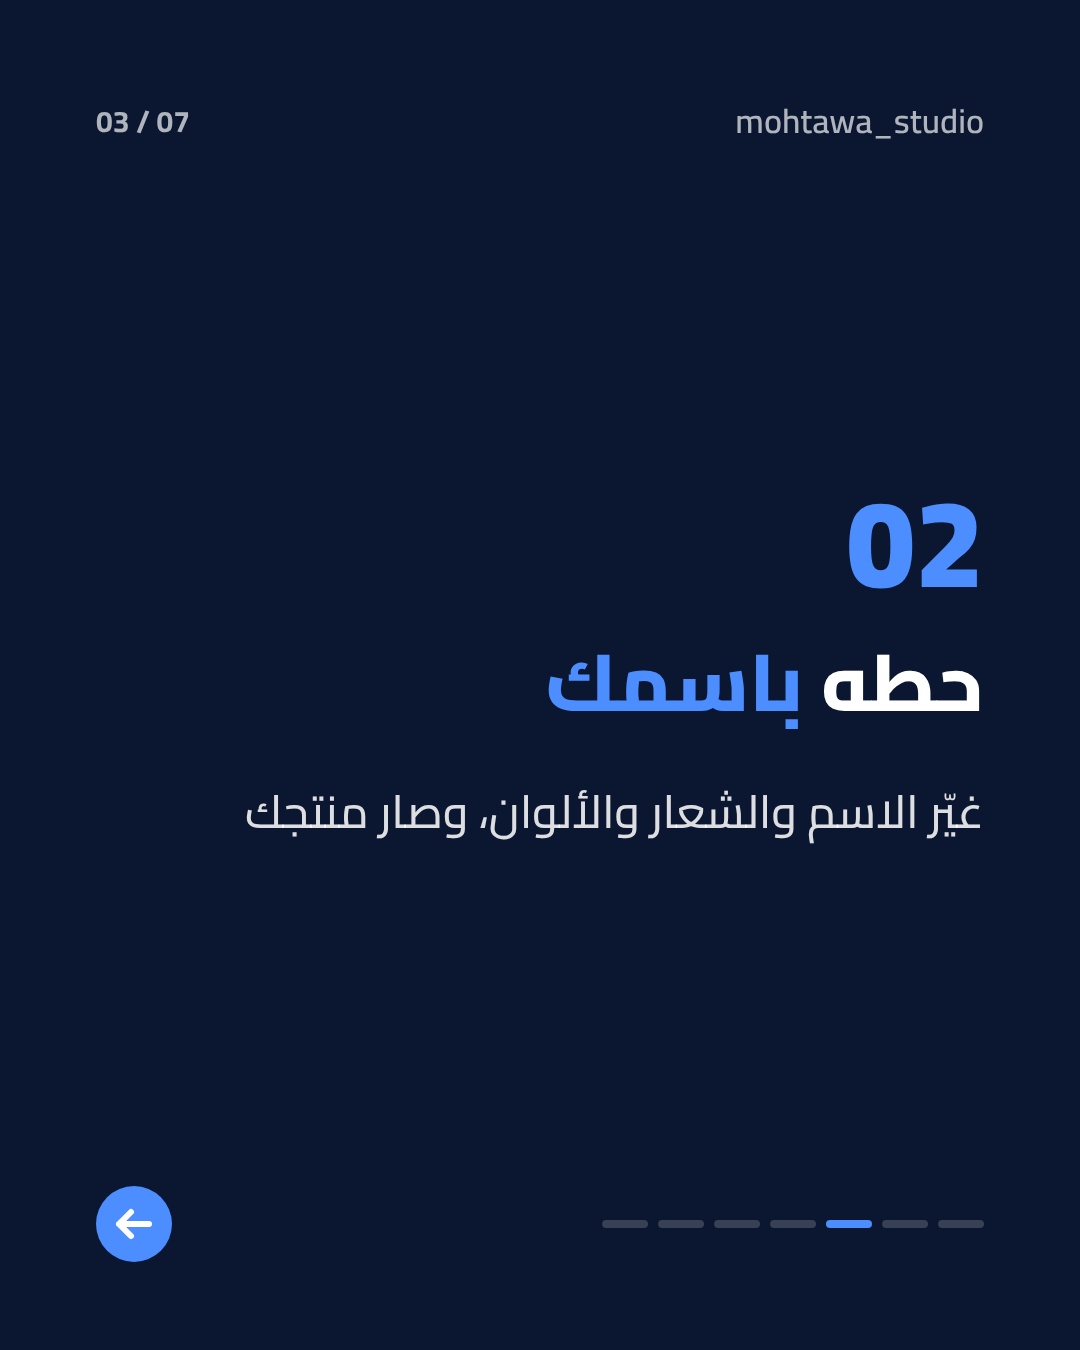 mohtawa_studio
03 / 07
02
حطه باسمك
غيّر الاسم والشعار والألوان، وصار منتجك